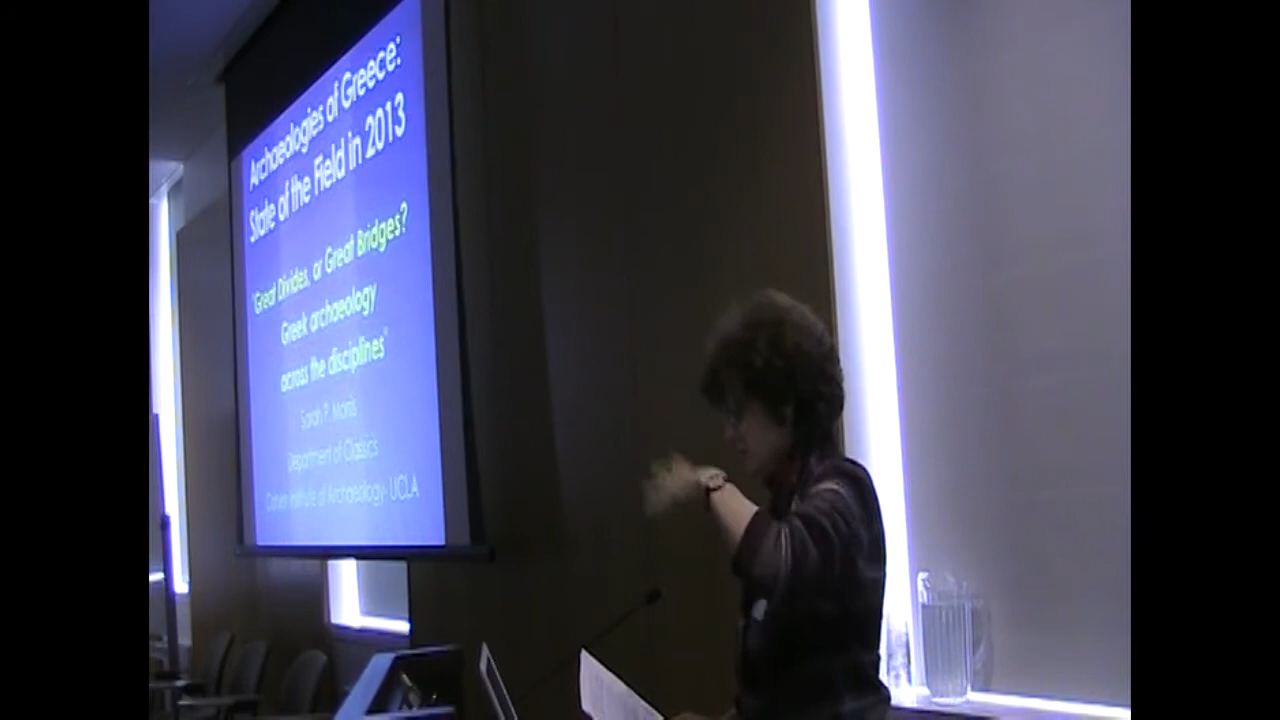 Archaeologies of Greece:
State of the Field in 2013
"Great Divides, or Great Bridges?
Greek archaeology
across the disciplines"
Sarah P. Morris
Department of Classics
Cotsen Institute of Archaeology- UCLA